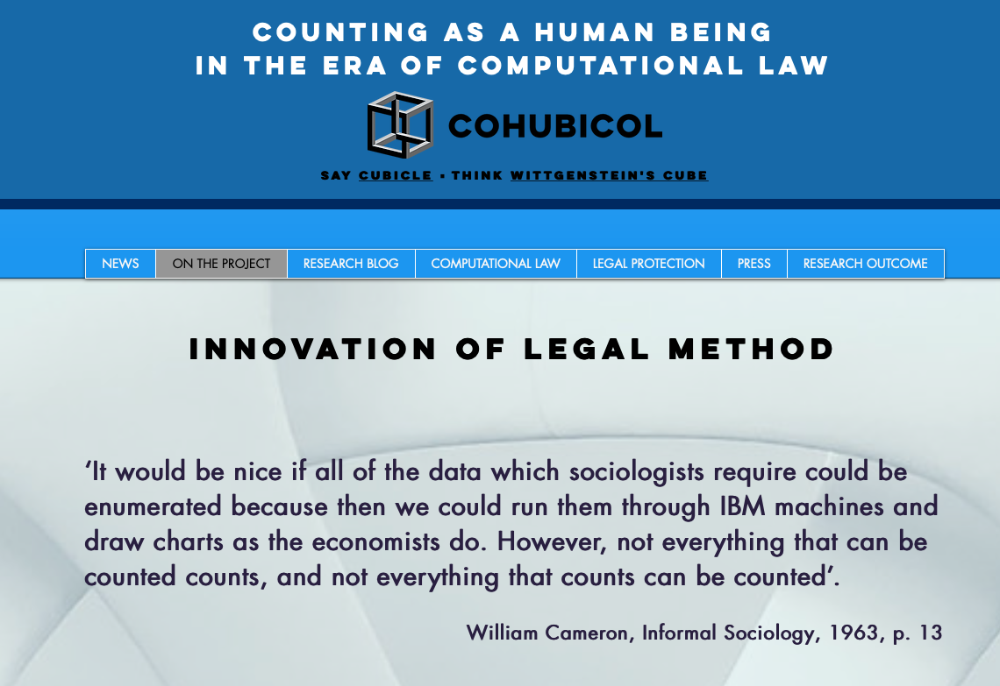 COUNTING AS A HUMAN BEING
IN THE ERA OF COMPUTATIONAL LAW
COHUBICOL
SAY CUBICLE - THINK WITTGENSTEIN'S CUBE
NEWS
ON THE PROJECT
RESEARCH BLOG
COMPUTATIONAL LAW
LEGAL PROTECTION
PRESS
RESEARCH OUTCOME
INNOVATION OF LEGAL METHOD
‘It would be nice if all of the data which sociologists require could be
enumerated because then we could run them through IBM machines and
draw charts as the economists do. However, not everything that can be
counted counts, and not everything that counts can be counted’.
William Cameron, Informal Sociology, 1963, p. 13